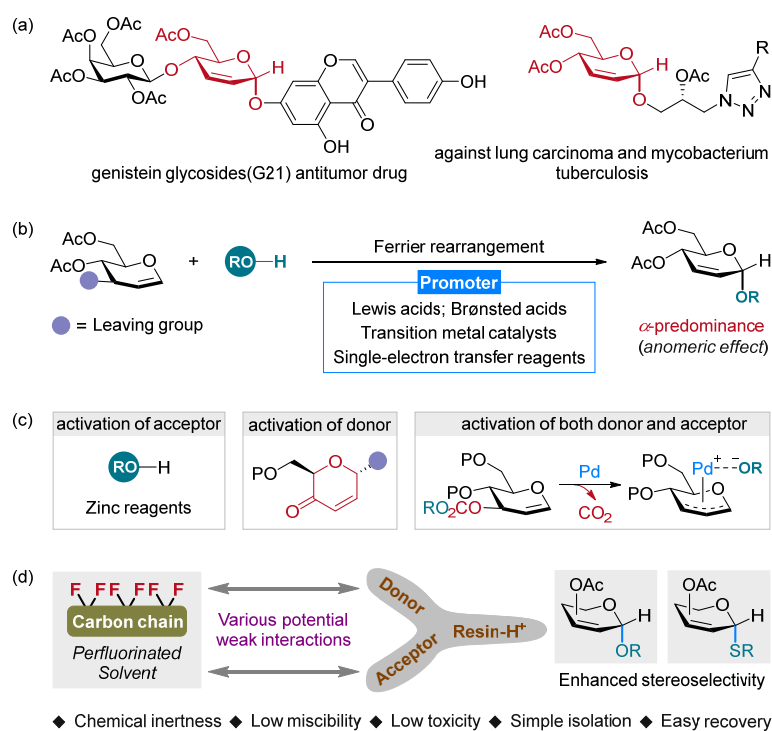 (a)
AcO
OAc
AcO
AcO
OAc
O
O
AcO
O
H
O
O
O
OH
OH
genistein glycosides(G21) antitumor drug
AcO
AcO
O
H
O
OAc
N
N
N
R
against lung carcinoma and mycobacterium
tuberculosis
(b)
AcO
AcO
O
= Leaving group
+
RO
H
Ferrier rearrangement
Promoter
Lewis acids; Brønsted acids
Transition metal catalysts
Single-electron transfer reagents
AcO
AcO
O
H
OR
α-predominance
(anomeric effect)
(c)
activation of acceptor
RO
H
Zinc reagents
activation of donor
PO
O
O
activation of both donor and acceptor
PO
PO
RO2CO
O
Pd
CO2
PO
PO
Pd+
−OR
O
(d)
F F F F F F
Carbon chain
Perfluorinated
Solvent
Various potential
weak interactions
Donor
Acceptor
Resin-H+
OAc
O
H
OR
OAc
O
H
SR
Enhanced stereoselectivity
◆ Chemical inertness ◆ Low miscibility ◆ Low toxicity ◆ Simple isolation ◆ Easy recovery